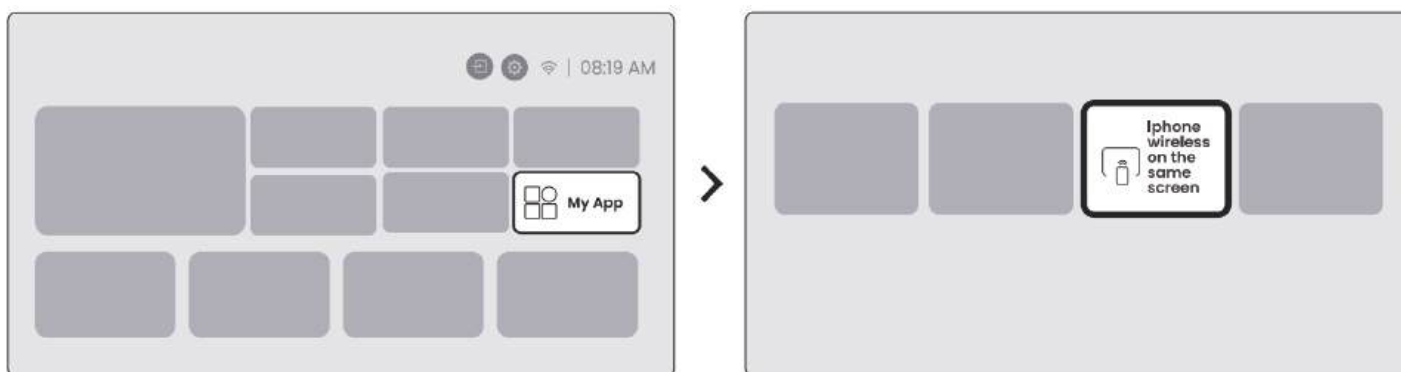 08:19 AM
My App
Iphone
wireless
on the
same
screen